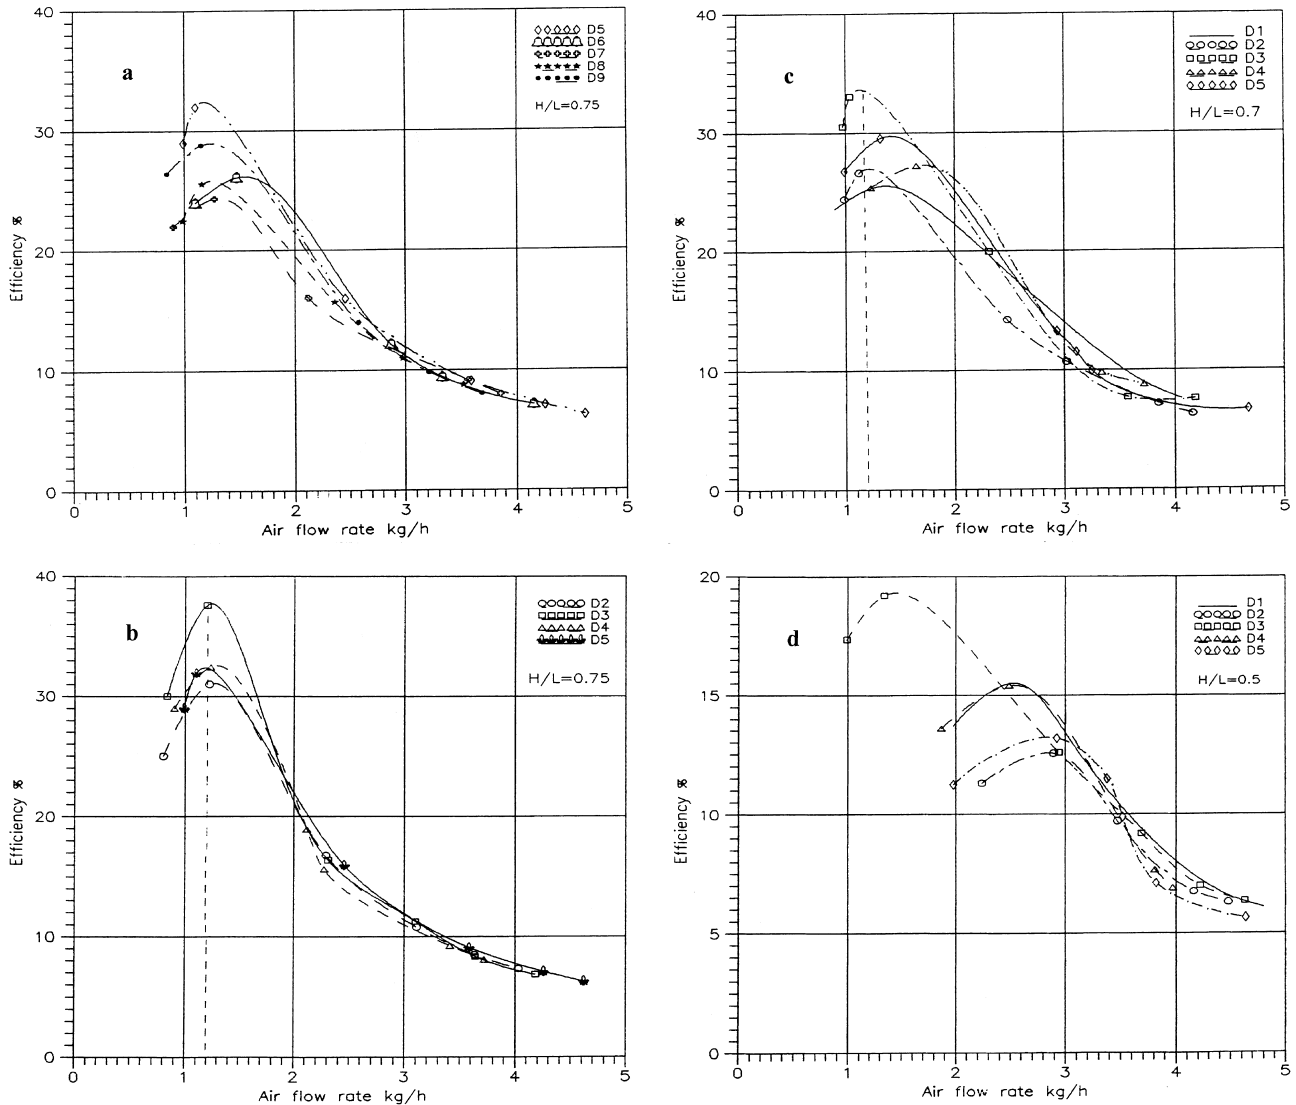 40
30
20
10
0
Efficiency %
a
D5
D6
D7
D8
D9
H/L=0.75
0
1
2
3
4
5
Air flow rate kg/h
40
30
20
10
0
Efficiency %
c
D1
D2
D3
D4
D5
H/L=0.7
0
1
2
3
4
5
Air flow rate kg/h
40
30
20
10
0
Efficiency %
b
D2
D3
D4
D5
H/L=0.75
0
1
2
3
4
5
Air flow rate kg/h
20
15
10
5
0
Efficiency %
d
D1
D2
D3
D4
D5
H/L=0.5
0
1
2
3
4
5
Air flow rate kg/h